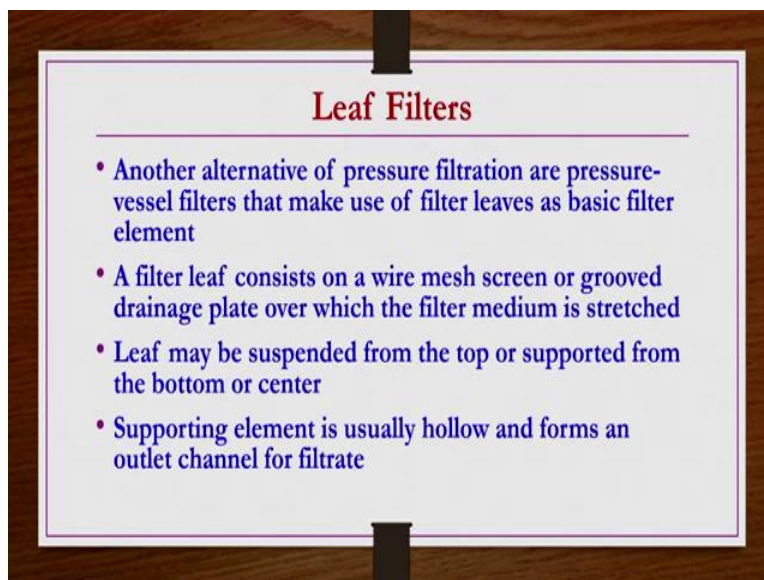 Leaf Filters
• Another alternative of pressure filtration are pressure-
vessel filters that make use of filter leaves as basic filter
element
• A filter leaf consists on a wire mesh screen or grooved
drainage plate over which the filter medium is stretched
• Leaf may be suspended from the top or supported from
the bottom or center
• Supporting element is usually hollow and forms an
outlet channel for filtrate